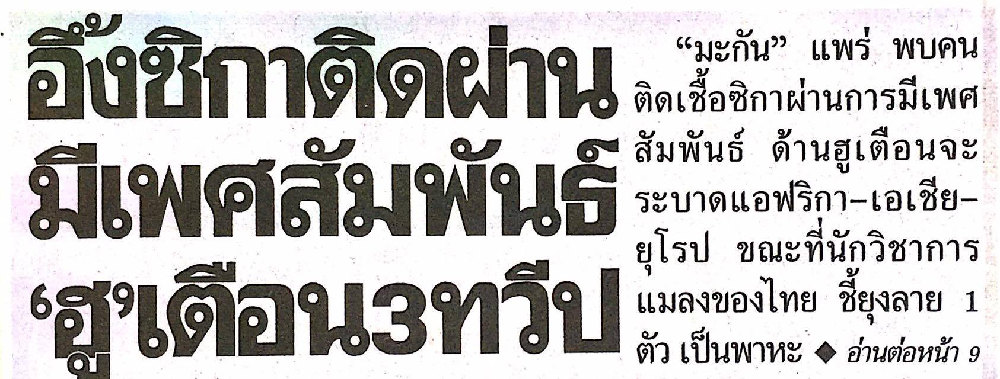 อึ้งซิกาติดผ่าน
มีเพศสัมพันธ์
‘ฮู’เตือน3ทวีป
“มะกัน” แพร่ พบคน
ติดเชื้อซิกาผ่านการมีเพศ
สัมพันธ์ ด้านฮูเตือนจะ
ระบาดแอฟริกา–เอเชีย–
ยุโรป ขณะที่นักวิชาการ
แมลงของไทย ชี้ยุงลาย 1
ตัว เป็นพาหะ ◆ อ่านต่อหน้า 9